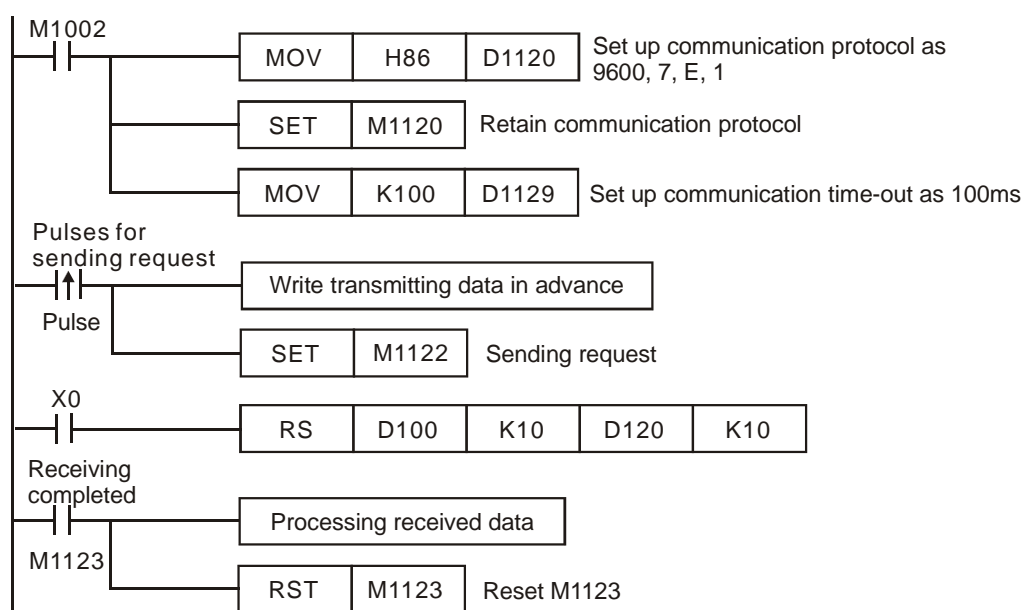 M1002
MOV H86 D1120 Set up communication protocol as
9600, 7, E, 1
SET M1120 Retain communication protocol
MOV K100 D1129 Set up communication time-out as 100ms
Pulses for
sending request
Write transmitting data in advance
Pulse
SET M1122 Sending request
X0
RS D100 K10 D120 K10
Receiving
completed
Processing received data
M1123
RST M1123 Reset M1123